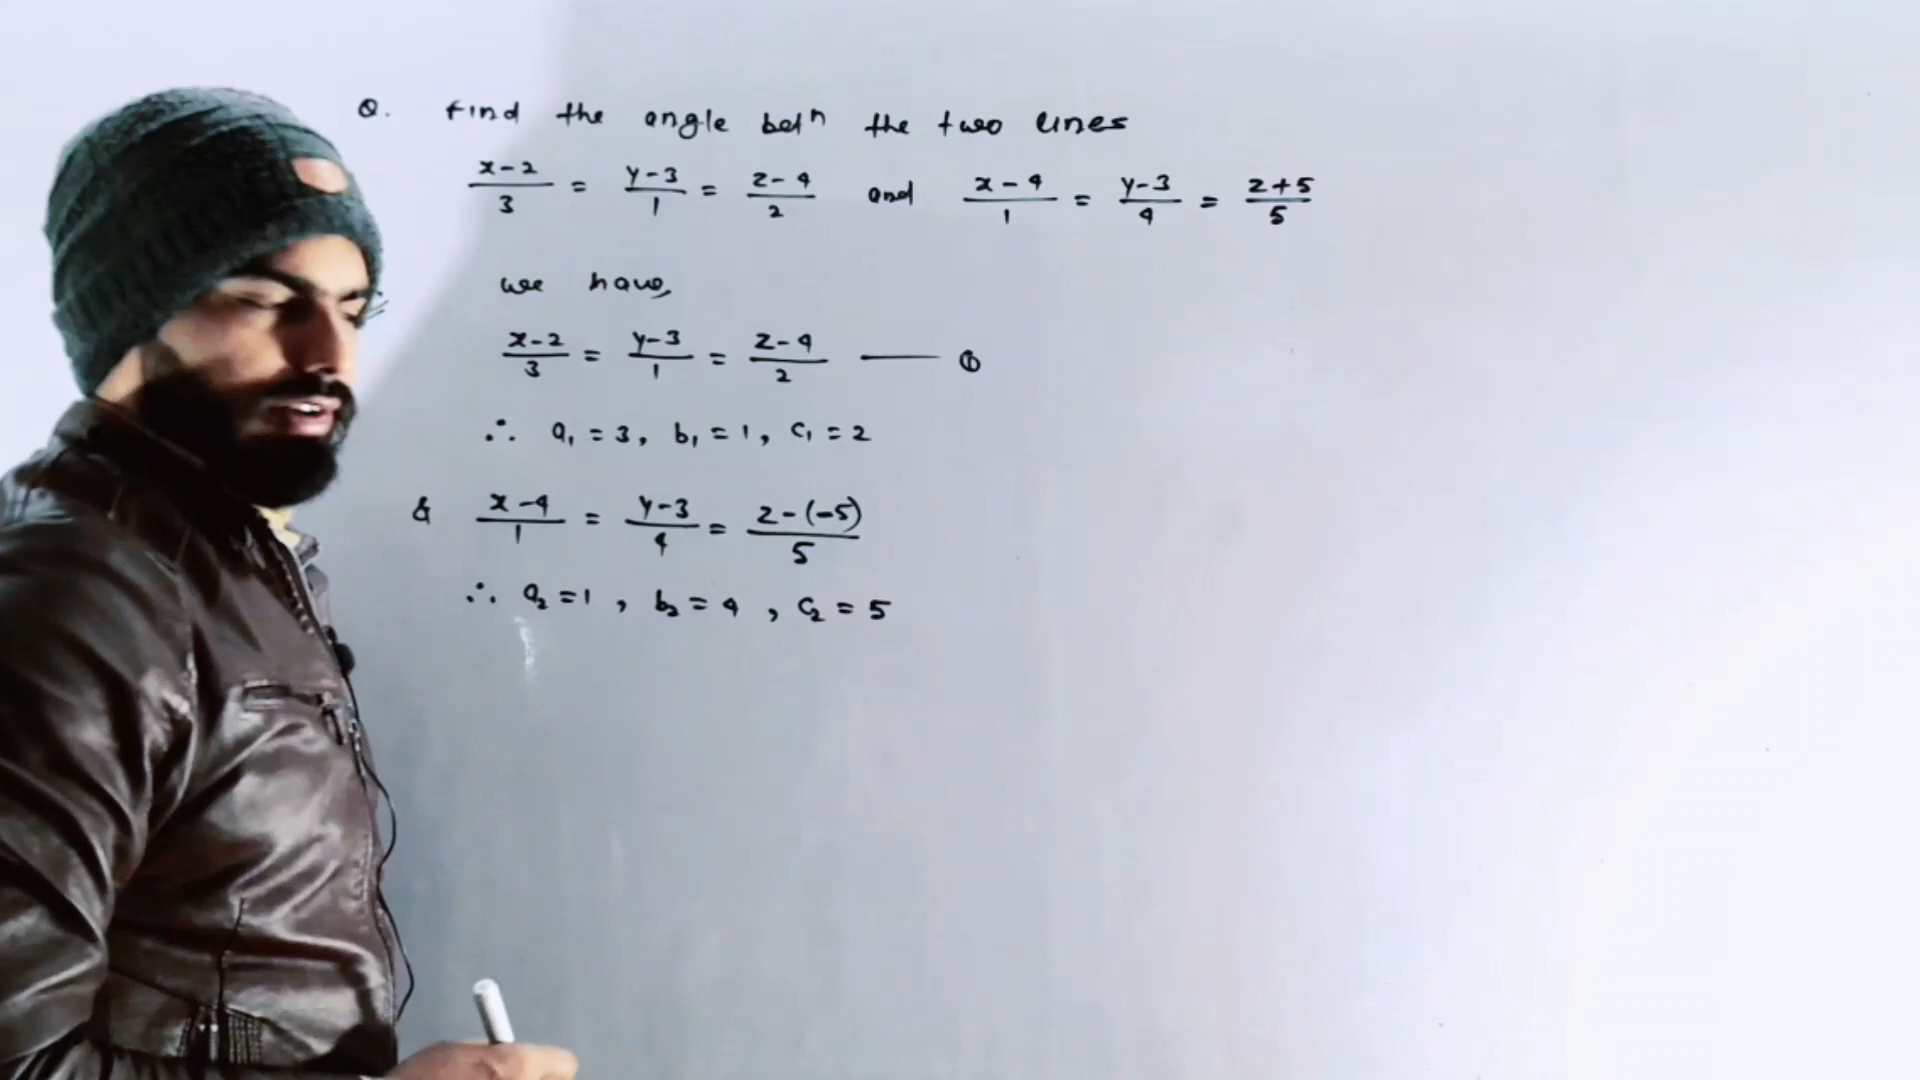 Q. Find the angle betn the two lines
x-2/3 = y-3/1 = z-4/2 and x-4/1 = y-3/4 = z+5/5
we have,
x-2/3 = y-3/1 = z-4/2 —— ①
∴ a₁ = 3, b₁ = 1, c₁ = 2
& x-4/1 = y-3/4 = z-(-5)/5
∴ a₂ = 1, b₂ = 4, c₂ = 5